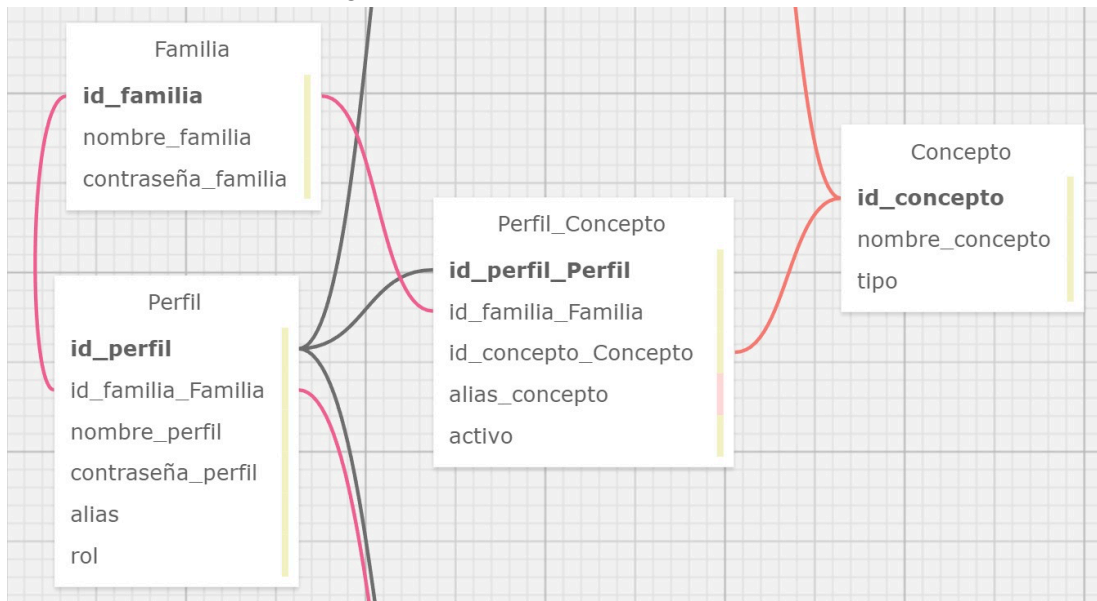 Familia
id_familia
nombre_familia
contraseña_familia
Perfil
id_perfil
id_familia_Familia
nombre_perfil
contraseña_perfil
alias
rol
Perfil_Concepto
id_perfil_Perfil
id_familia_Familia
id_concepto_Concepto
alias_concepto
activo
Concepto
id_concepto
nombre_concepto
tipo